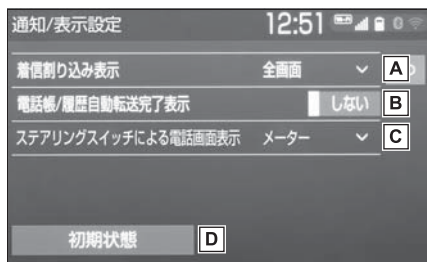 通知/表示設定 12:51
着信割り込み表示 全画面 A
電話帳/履歴自動転送完了表示 しない B
ステアリングスイッチによる電話画面表示 メーター C
初期状態 D